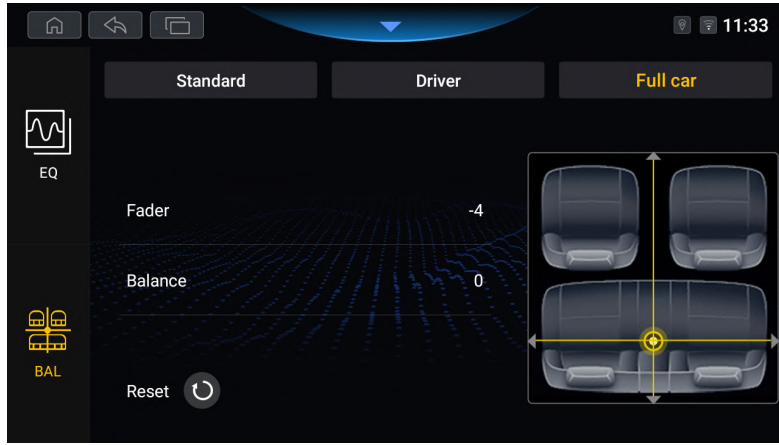 11:33
Standard Driver Full car
EQ
Fader -4
Balance 0
BAL
Reset